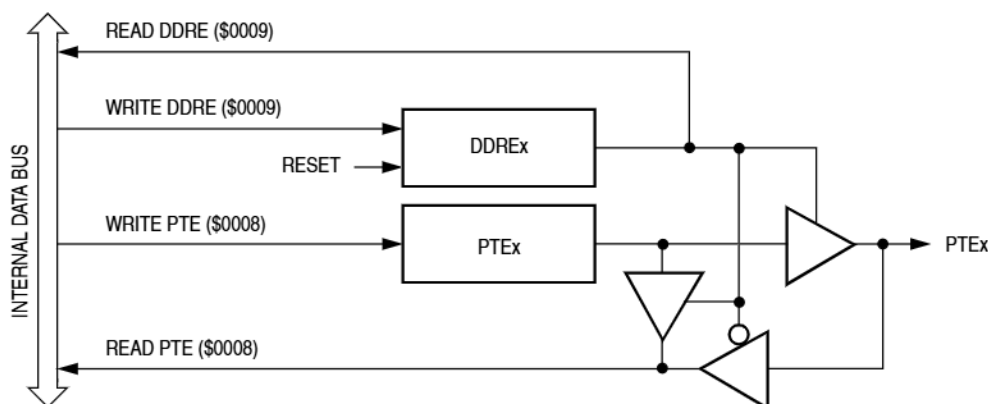 READ DDRE ($0009)
WRITE DDRE ($0009)
DDREx
RESET
INTERNAL DATA BUS
WRITE PTE ($0008)
PTEx
PTEx
READ PTE ($0008)